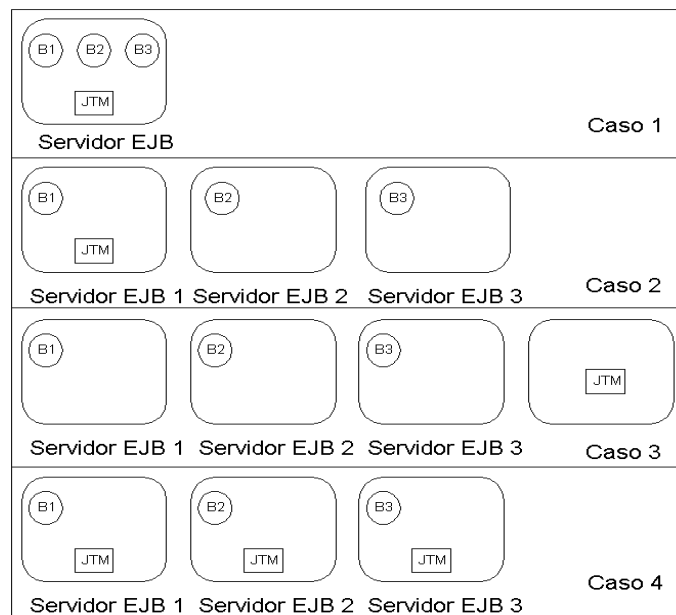 B1 B2 B3
JTM
Servidor EJB
Caso 1
B1 B2 B3
JTM
Servidor EJB 1 Servidor EJB 2 Servidor EJB 3
Caso 2
B1 B2 B3
JTM
Servidor EJB 1 Servidor EJB 2 Servidor EJB 3
Caso 3
B1 B2 B3
JTM JTM JTM
Servidor EJB 1 Servidor EJB 2 Servidor EJB 3
Caso 4